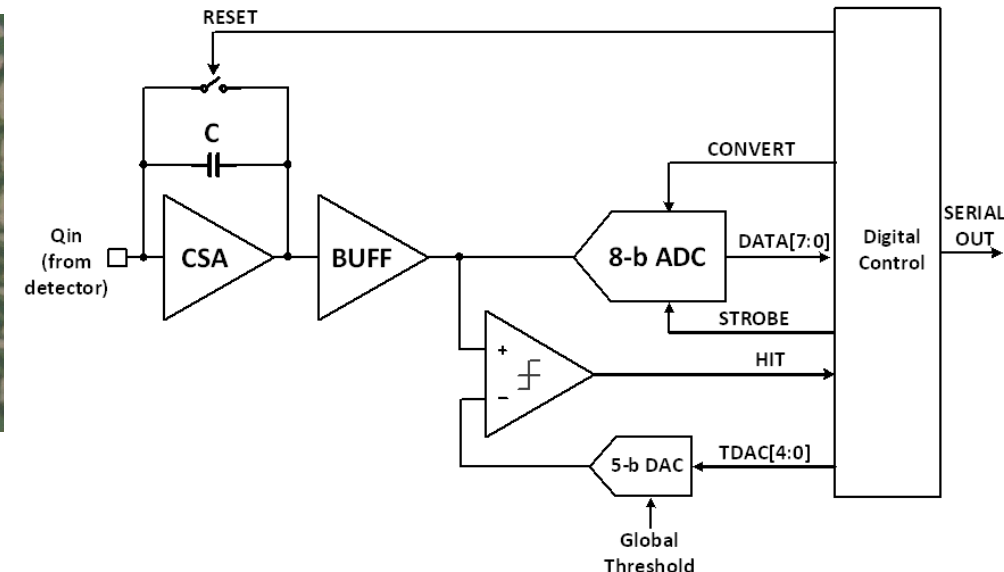 RESET
C
CONVERT
Qin
(from
detector)
CSA
BUFF
8-b ADC
DATA[7:0]
Digital
Control
SERIAL
OUT
STROBE
+
HIT
−
5-b DAC
TDAC[4:0]
Global
Threshold